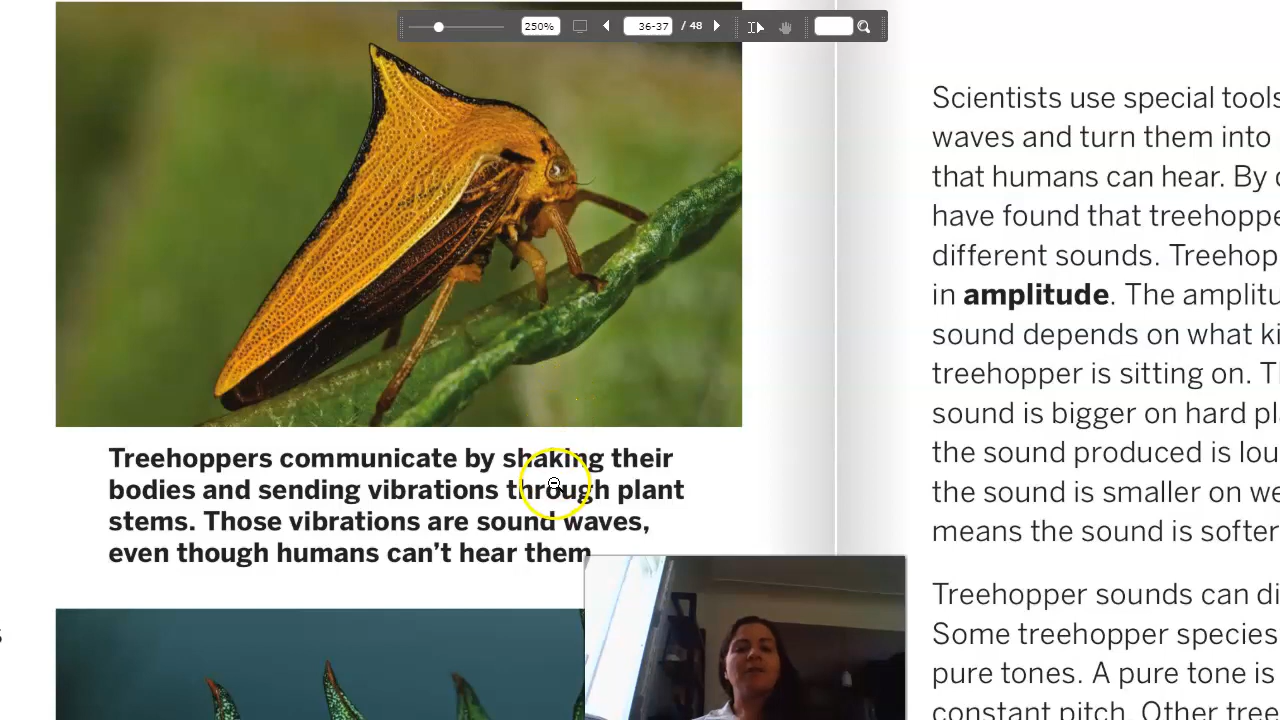 250%
36-37
/ 48
Treehoppers communicate by shaking their
bodies and sending vibrations through plant
stems. Those vibrations are sound waves,
even though humans can't hear them
s
Scientists use special tools
waves and turn them into
that humans can hear. By
have found that treehoppe
different sounds. Treehop
in amplitude. The amplitu
sound depends on what ki
treehopper is sitting on. T
sound is bigger on hard pl
the sound produced is lou
the sound is smaller on we
means the sound is softer
Treehopper sounds can di
Some treehopper species
pure tones. A pure tone is
constant pitch. Other tree